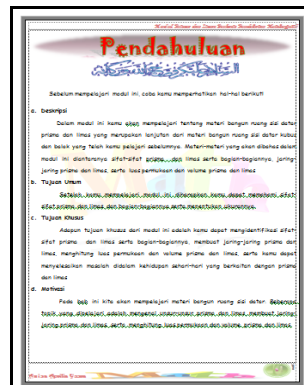 Modul Prisma dan Limas Berbasis Pendekatan Metakognitif
Pendahuluan
Sebelum mempelajari modul ini, coba kamu memperhatikan hal-hal berikut!
a. Deskripsi
Dalam modul ini kamu akan mempelajari tentang materi bangun ruang sisi datar
prisma dan limas yang merupakan lanjutan dari materi bangun ruang sisi datar kubus
dan balok yang telah kamu pelajari sebelumnya. Materi-materi yang akan dibahas dalam
modul ini diantaranya sifat-sifat prisma dan limas serta bagian-bagiannya, jaring-
jaring prisma dan limas, serta luas permukaan dan volume prisma dan limas
b. Tujuan Umum
Setelah kamu mempelajari modul ini diharapkan kamu dapat memahami sifat-
sifat prisma dan limas dan bagian-bagiannya serta menentukan ukurannya.
c. Tujuan Khusus
Adapun tujuan khusus dari modul ini adalah kamu dapat mengidentifikasi sifat-
sifat prisma dan limas serta bagian-bagiannya, membuat jaring-jaring prisma dan
limas, menghitung luas permukaan dan volume prisma dan limas, serta kamu dapat
menyelesaikan masalah didalam kehidupan sehari-hari yang berkaitan dengan prisma
dan limas
d. Motivasi
Pada bab ini kita akan mempelajari materi bangun ruang sisi datar. Beberapa
topik yang dipelajari adalah mengenal unsur-unsur prisma dan limas, membuat jaring-
jaring prisma dan limas, serta menghitung luas permukaan dan volume prisma dan limas.
1